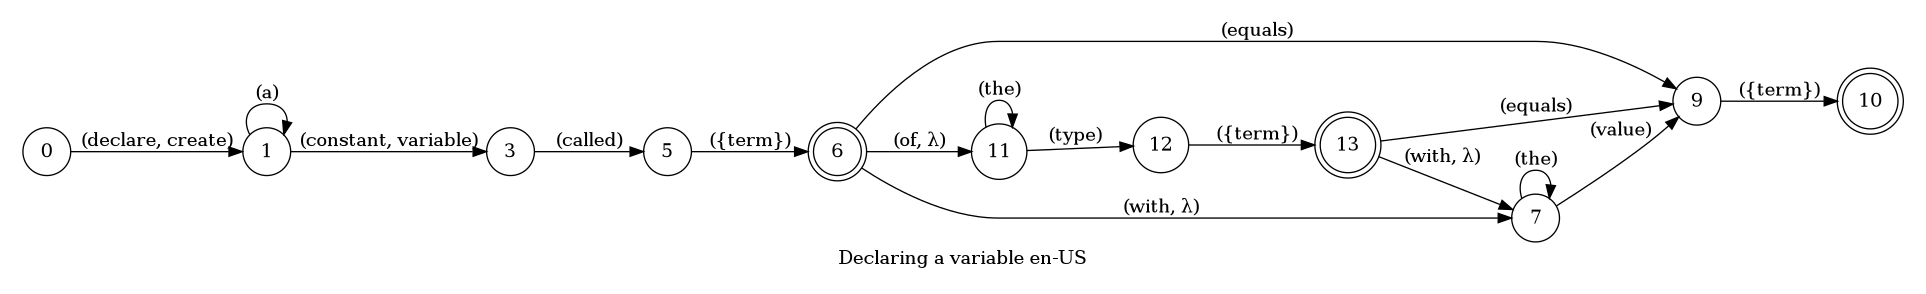 (equals)
(a)
(the)
({term})
(declare, create)
(constant, variable)
(called)
({term})
(of, λ)
(type)
({term})
(equals)
(value)
(with, λ)
(the)
(with, λ)
0
1
3
5
6
11
12
13
7
9
10
Declaring a variable en-US